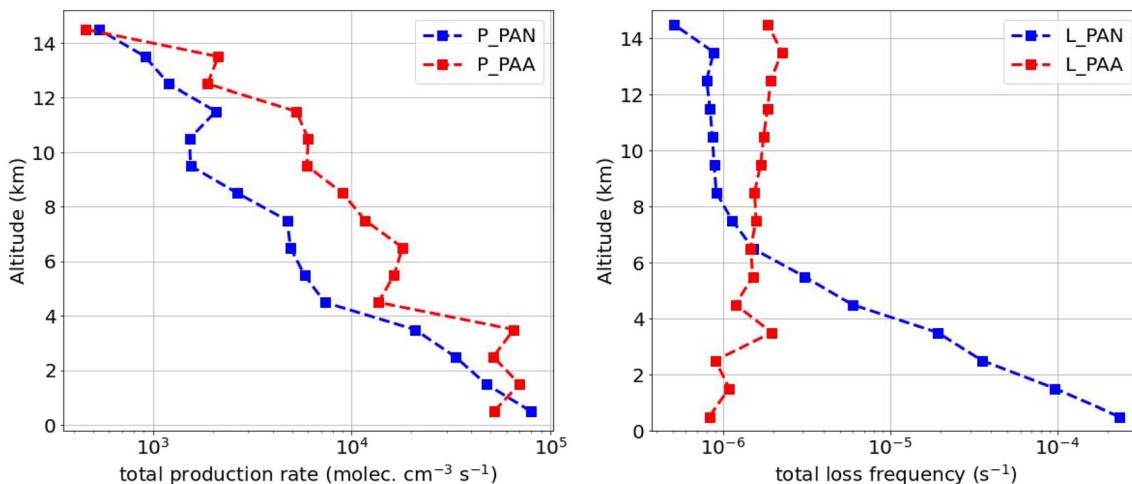 14
12
10
8
6
4
2
0
Altitude (km)
P_PAN
P_PAA
10³
10⁴
10⁵
total production rate (molec. cm⁻³ s⁻¹)
14
12
10
8
6
4
2
0
Altitude (km)
L_PAN
L_PAA
10⁻⁶
10⁻⁵
10⁻⁴
total loss frequency (s⁻¹)